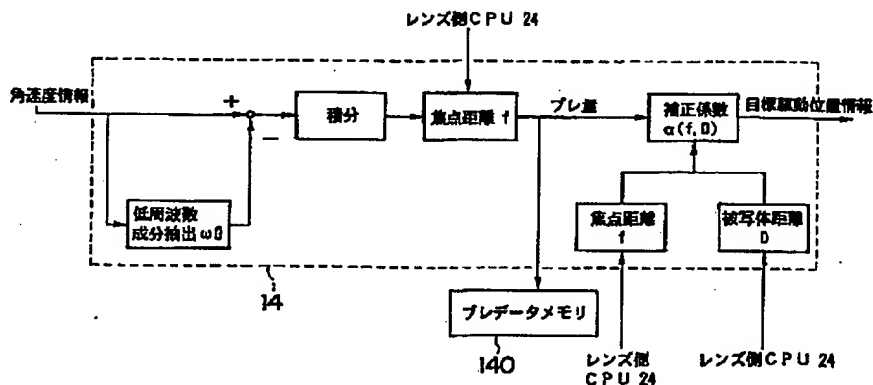 レンズ側CPU 24
角速度情報
+
−
積分
焦点距離 f
ブレ量
補正係数
α(f,D)
目標駆動位置情報
低周波数
成分抽出 ω0
焦点距離
f
被写体距離
D
14
ブレデータメモリ
140
レンズ側
CPU 24
レンズ側CPU 24